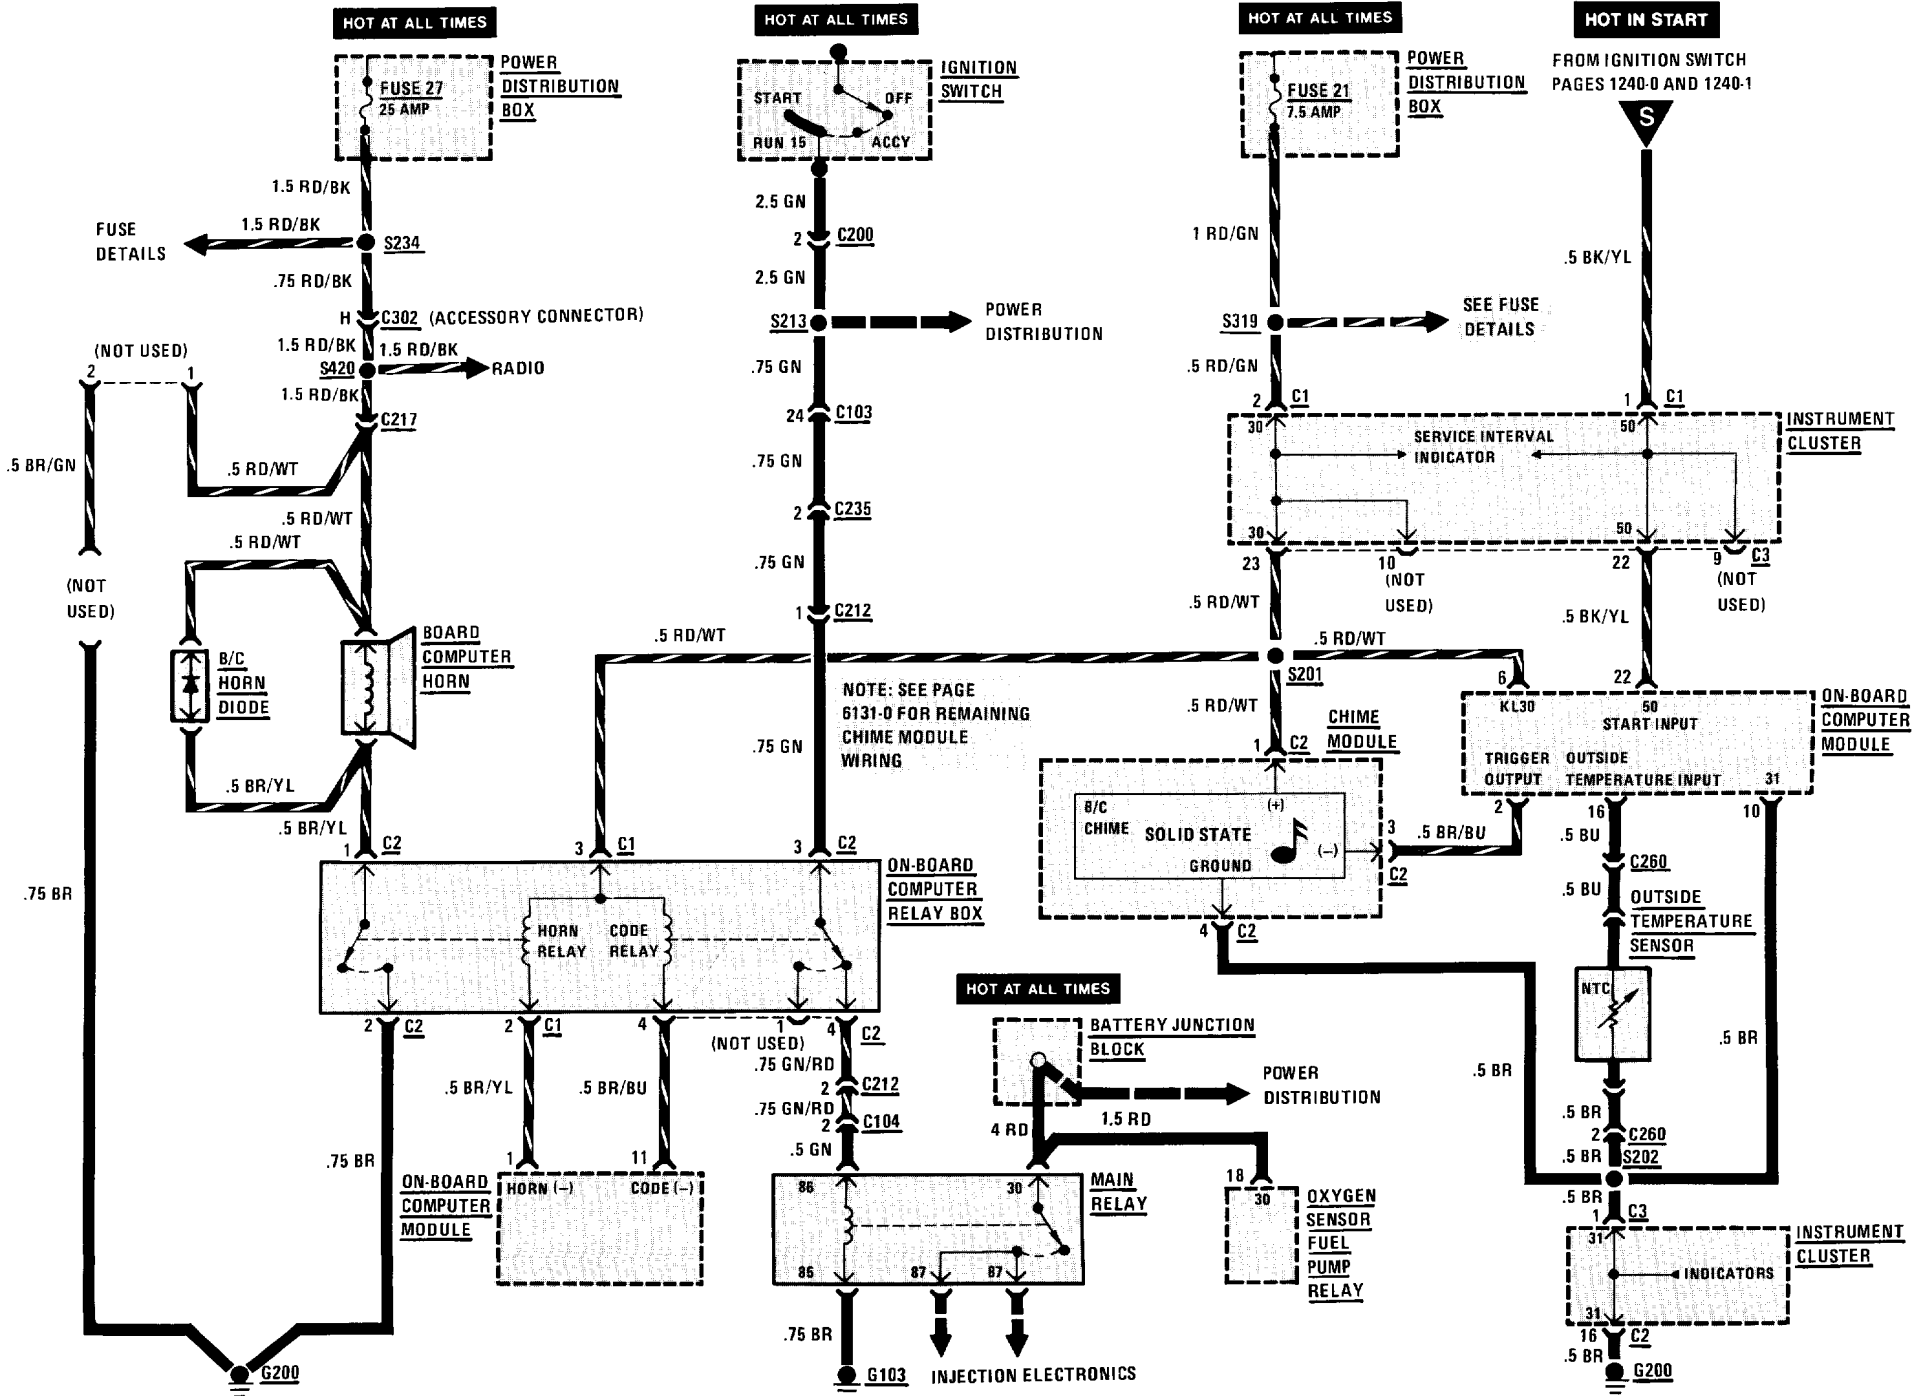 HOT AT ALL TIMES
HOT AT ALL TIMES
HOT AT ALL TIMES
HOT IN START
POWER
DISTRIBUTION
BOX
FUSE 27
25 AMP
IGNITION
SWITCH
START
OFF
RUN 15
ACCY
POWER
DISTRIBUTION
BOX
FUSE 21
7.5 AMP
FROM IGNITION SWITCH
PAGES 1240-0 AND 1240-1
S
1.5 RD/BK
1.5 RD/BK
FUSE
DETAILS
S234
.75 RD/BK
H
C302 (ACCESSORY CONNECTOR)
1.5 RD/BK
1.5 RD/BK
S420
RADIO
1.5 RD/BK
C217
(NOT USED)
2
1
.5 BR/GN
.5 RD/WT
.5 RD/WT
.5 RD/WT
(NOT
USED)
B/C
HORN
DIODE
BOARD
COMPUTER
HORN
.5 BR/YL
.5 BR/YL
.75 BR
2.5 GN
2
C200
2.5 GN
S213
POWER
DISTRIBUTION
.75 GN
24
C103
.75 GN
2
C235
.75 GN
1
C212
.5 RD/WT
.75 GN
NOTE: SEE PAGE
6131-0 FOR REMAINING
CHIME MODULE
WIRING
1 RD/GN
.5 BK/YL
S319
SEE FUSE
DETAILS
.5 RD/GN
2
C1
1
C1
INSTRUMENT
CLUSTER
30
50
SERVICE INTERVAL
INDICATOR
30
50
23
10
(NOT
USED)
22
9
C3
(NOT
USED)
.5 RD/WT
.5 BK/YL
.5 RD/WT
S201
.5 RD/WT
6
22
KL30
50
START INPUT
TRIGGER
OUTPUT
OUTSIDE
TEMPERATURE INPUT
31
ON-BOARD
COMPUTER
MODULE
1
C2
CHIME
MODULE
B/C
CHIME
(+)
SOLID STATE
GROUND
(-)
3
C2
.5 BR/BU
2
16
10
.5 BU
C260
.5 BU
OUTSIDE
TEMPERATURE
SENSOR
NTC
4
C2
.5 BR
.5 BR
1
C2
3
C1
3
C2
ON-BOARD
COMPUTER
RELAY BOX
HORN
RELAY
CODE
RELAY
2
C2
2
C1
4
1
(NOT USED)
4
C2
.75 GN/RD
2
C212
.75 GN/RD
2
C104
.5 GN
.5 BR/YL
.5 BR/BU
.75 BR
1
11
HORN (-)
CODE (-)
ON-BOARD
COMPUTER
MODULE
HOT AT ALL TIMES
BATTERY JUNCTION
BLOCK
POWER
DISTRIBUTION
4 RD
1.5 RD
86
30
MAIN
RELAY
85
87
87
18
30
OXYGEN
SENSOR
FUEL
PUMP
RELAY
.75 BR
G103
INJECTION ELECTRONICS
G200
.5 BR
2
C260
.5 BR
S202
.5 BR
1
C3
31
INSTRUMENT
CLUSTER
INDICATORS
31
16
C2
.5 BR
G200